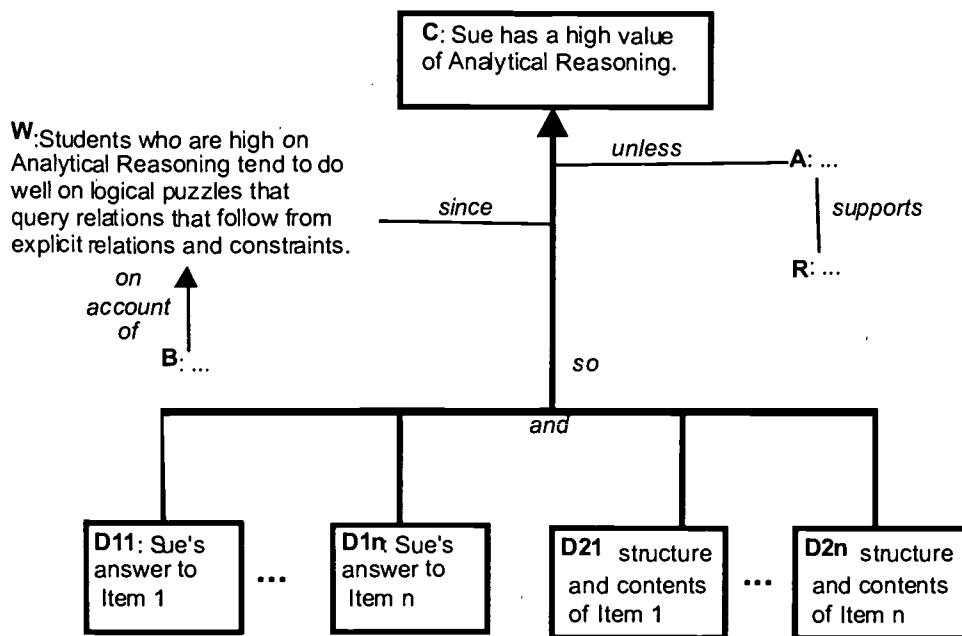 C: Sue has a high value
of Analytical Reasoning.
W:Students who are high on
Analytical Reasoning tend to do
well on logical puzzles that
query relations that follow from
explicit relations and constraints.
since
unless
A: ...
supports
R: ...
on
account
of
B: ...
so
and
D11: Sue's
answer to
Item 1
...
D1n: Sue's
answer to
Item n
D21 structure
and contents
of Item 1
...
D2n structure
and contents
of Item n